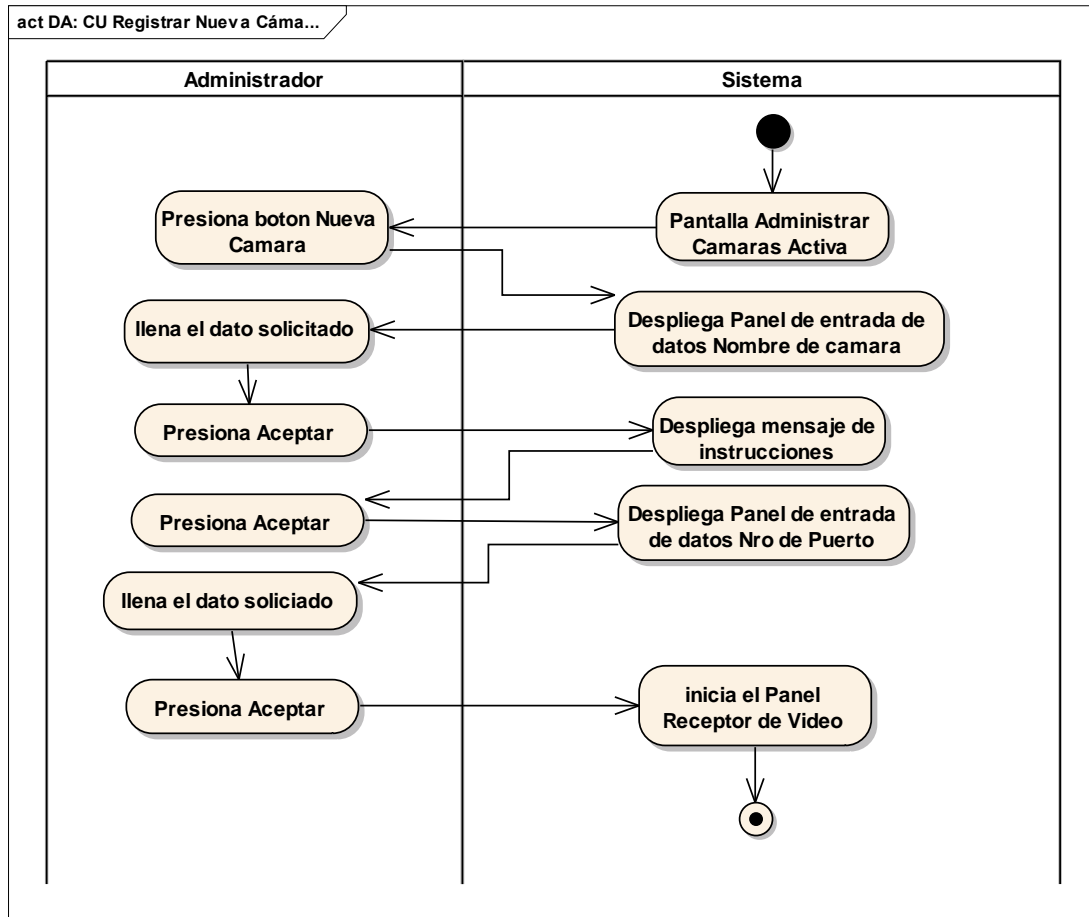 act DA: CU Registrar Nueva Cáma...
Administrador
Sistema
Presiona boton Nueva
Camara
Pantalla Administrar
Camaras Activa
llena el dato solicitado
Despliega Panel de entrada de
datos Nombre de camara
Presiona Aceptar
Despliega mensaje de
instrucciones
Presiona Aceptar
Despliega Panel de entrada
de datos Nro de Puerto
llena el dato soliciado
Presiona Aceptar
inicia el Panel
Receptor de Video